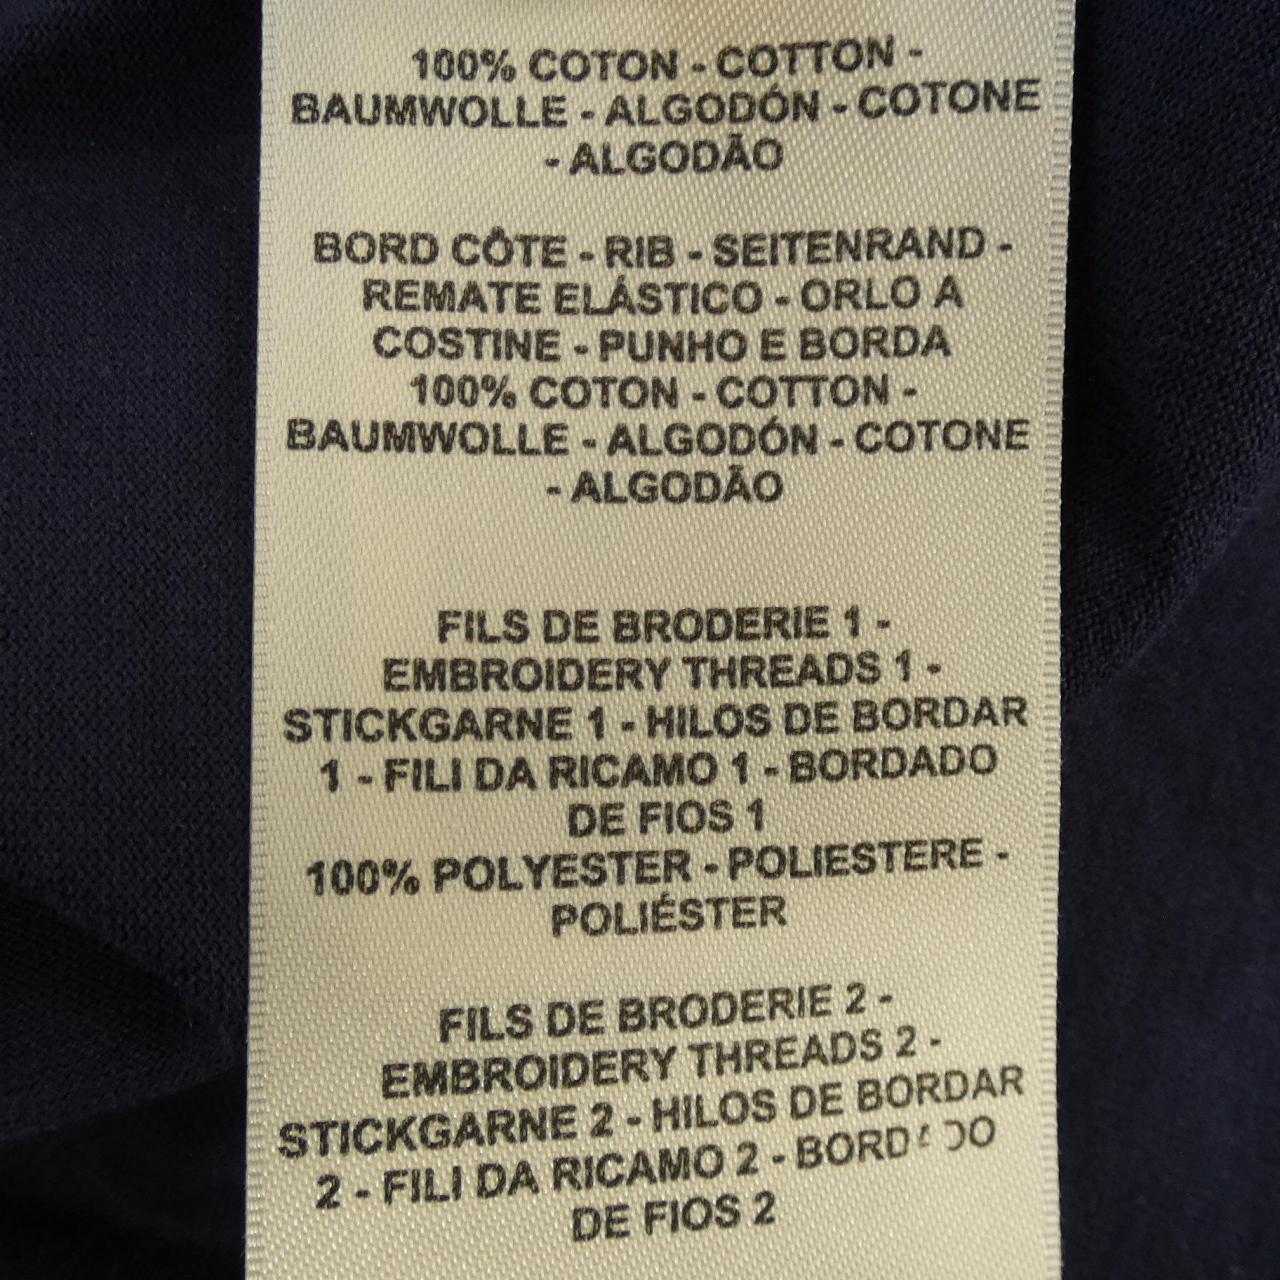 100% COTON - COTTON -
BAUMWOLLE - ALGODÓN - COTONE
- ALGODÃO
BORD CÔTE - RIB - SEITENRAND -
REMATE ELÁSTICO - ORLO A
COSTINE - PUNHO E BORDA
100% COTON - COTTON -
BAUMWOLLE - ALGODÓN - COTONE
- ALGODÃO
FILS DE BRODERIE 1 -
EMBROIDERY THREADS 1 -
STICKGARNE 1 - HILOS DE BORDAR
1 - FILI DA RICAMO 1 - BORDADO
DE FIOS 1
100% POLYESTER - POLIESTERE -
POLIÉSTER
FILS DE BRODERIE 2 -
EMBROIDERY THREADS 2 -
STICKGARNE 2 - HILOS DE BORDAR
2 - FILI DA RICAMO 2 - BORDADO
DE FIOS 2